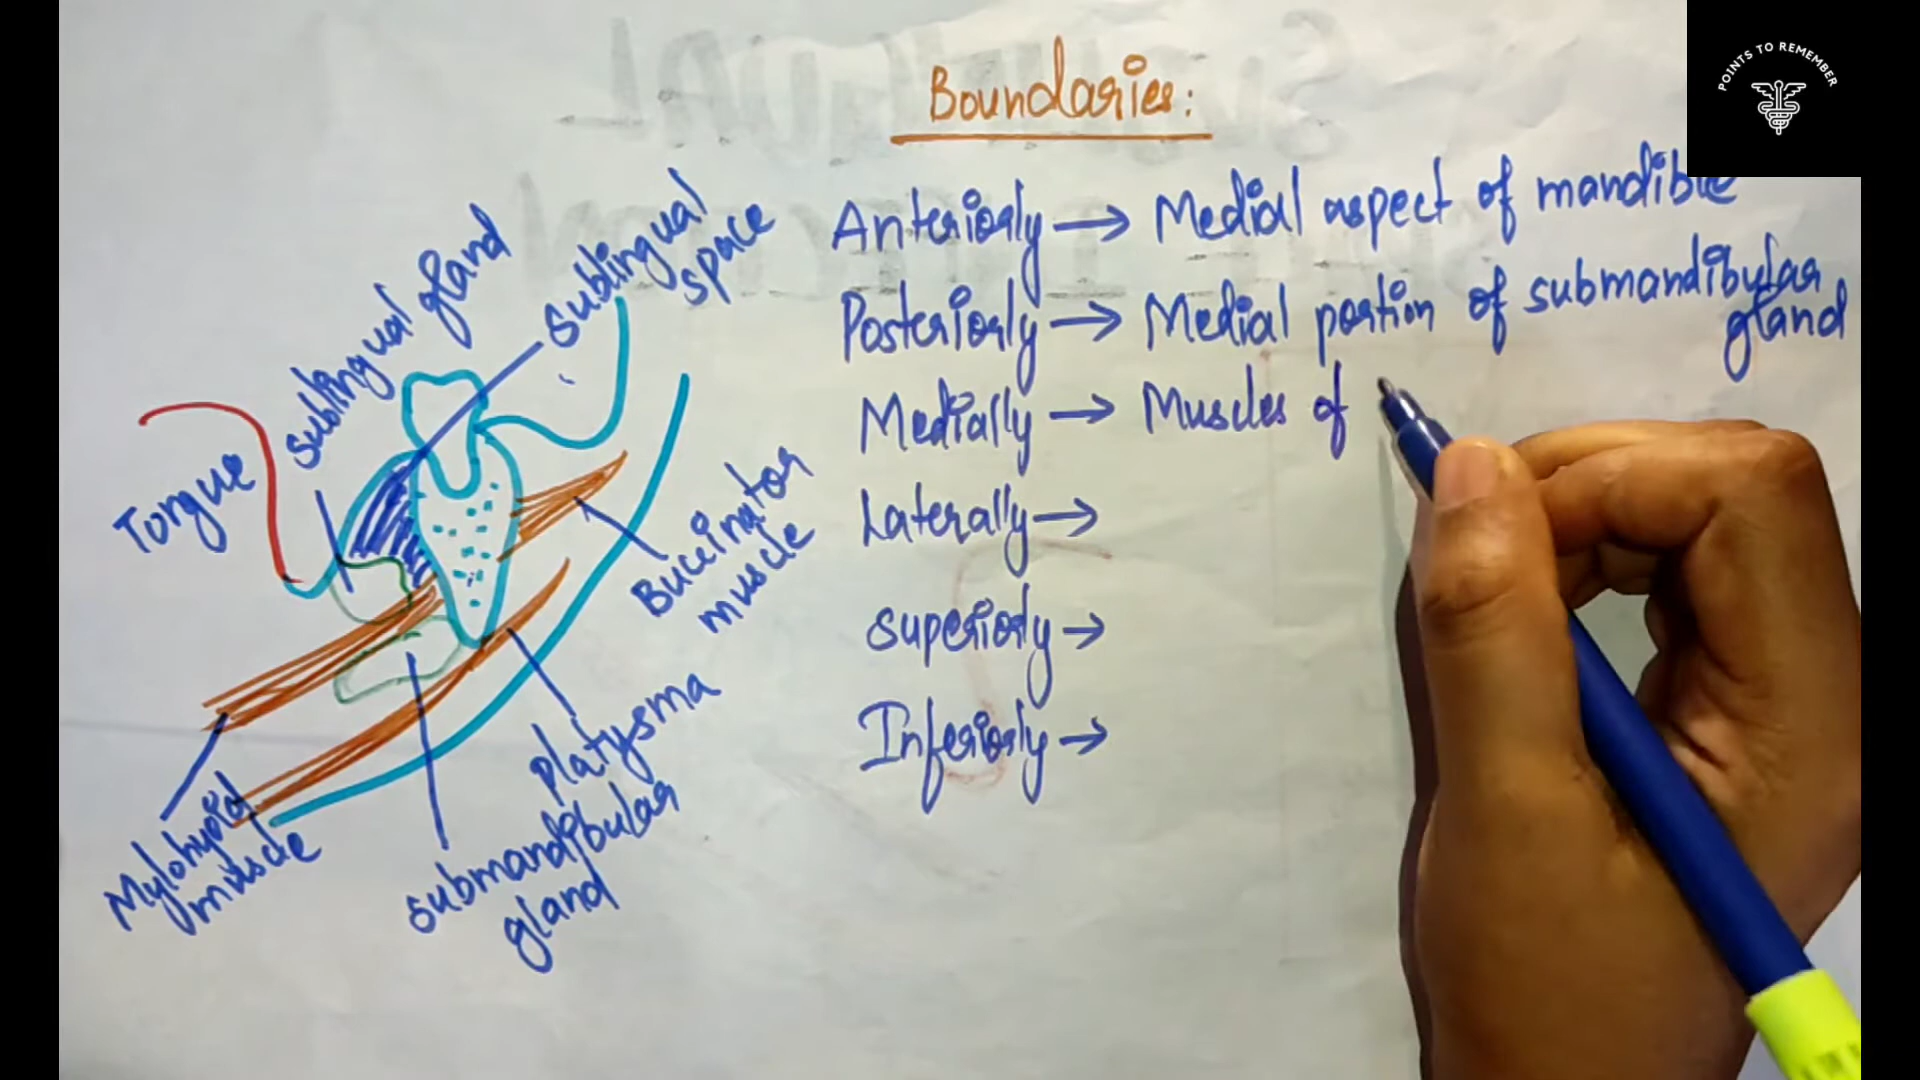 POINTS TO REMEMBER
Boundaries:
Anteriorly → Medial aspect of mandible
Posteriorly → Medial portion of submandibular
gland
Medially → Muscles of
Laterally →
superiorly →
Inferiorly →
Tongue
sublingual gland
sublingual
space
Buccinator
muscle
platysma
submandibular
gland
Mylohyoid
muscle